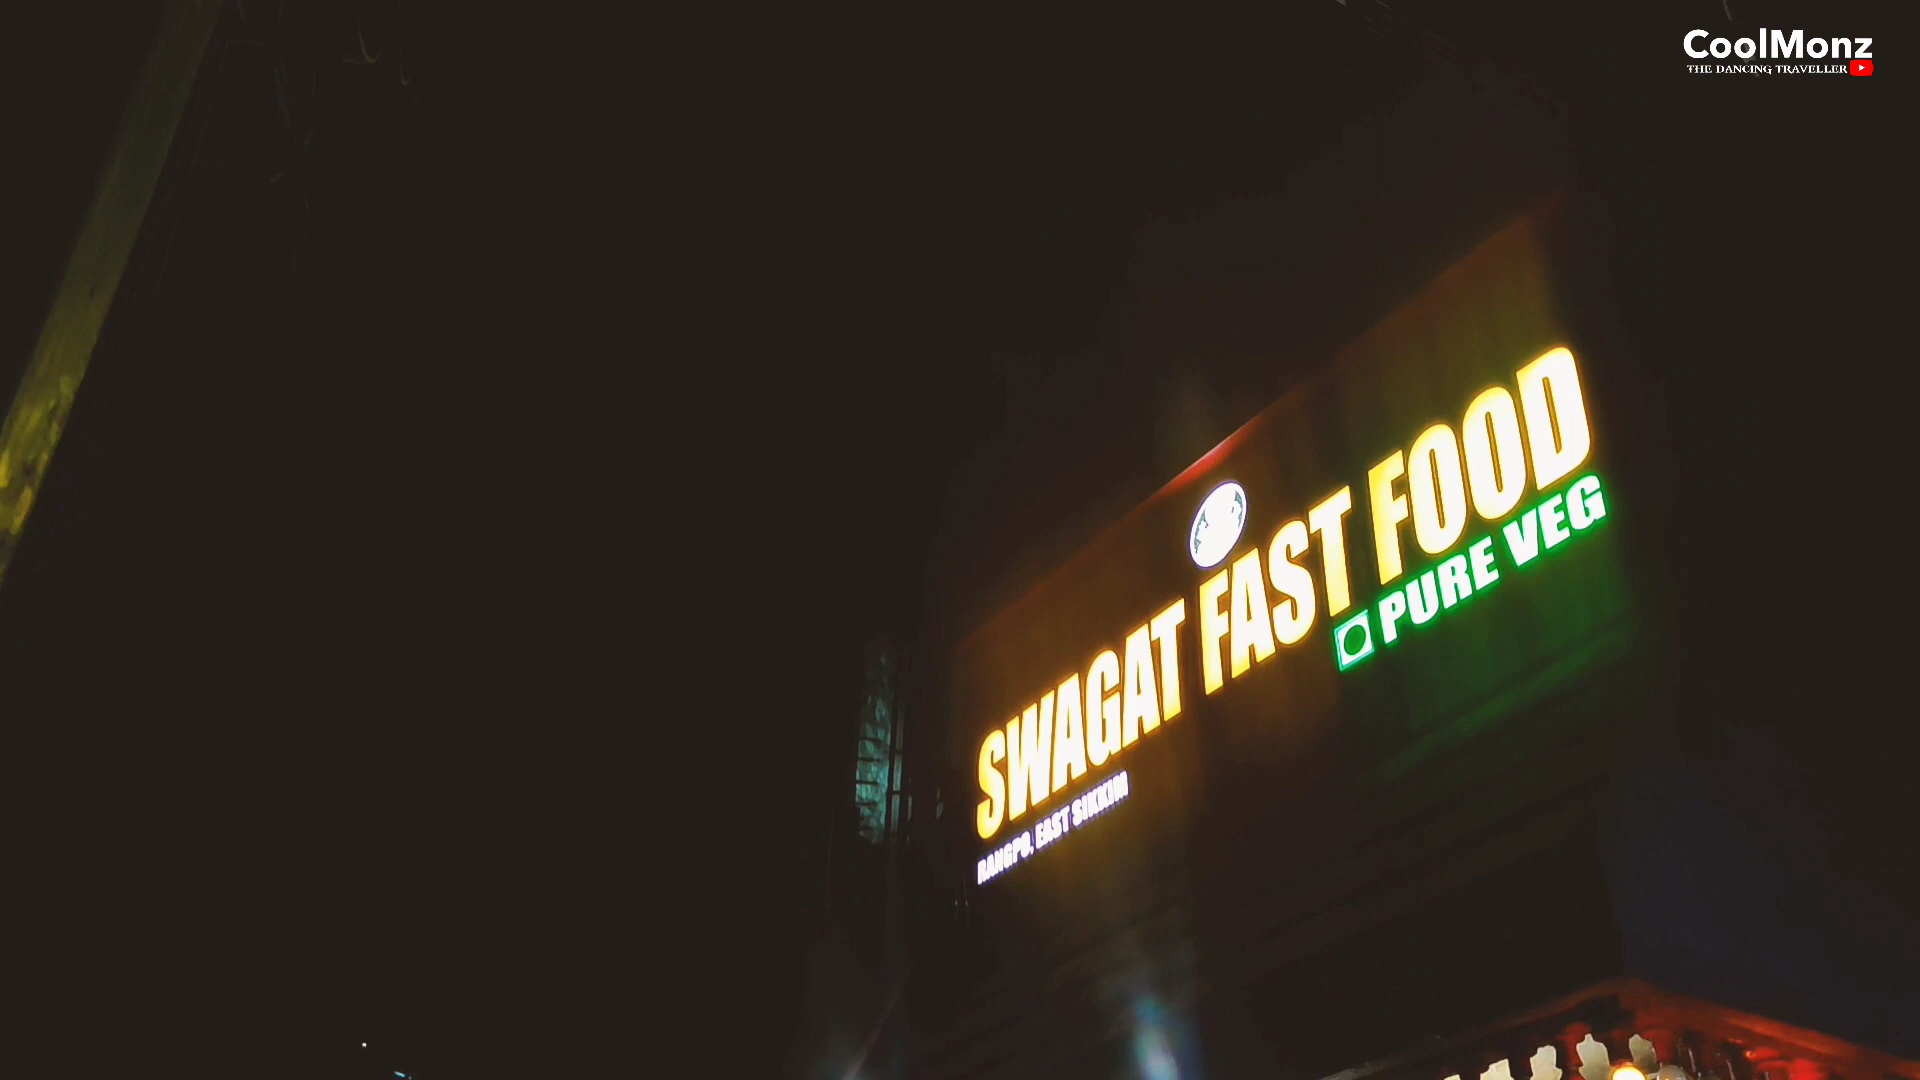 CoolMonz
THE DANCING TRAVELLER
SWAGAT FAST FOOD
PURE VEG
RANGPO, EAST SIKKIM